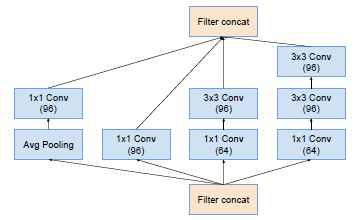 Filter concat
3x3 Conv
(96)
1x1 Conv
(96)
3x3 Conv
(96)
3x3 Conv
(96)
Avg Pooling
1x1 Conv
(96)
1x1 Conv
(64)
1x1 Conv
(64)
Filter concat